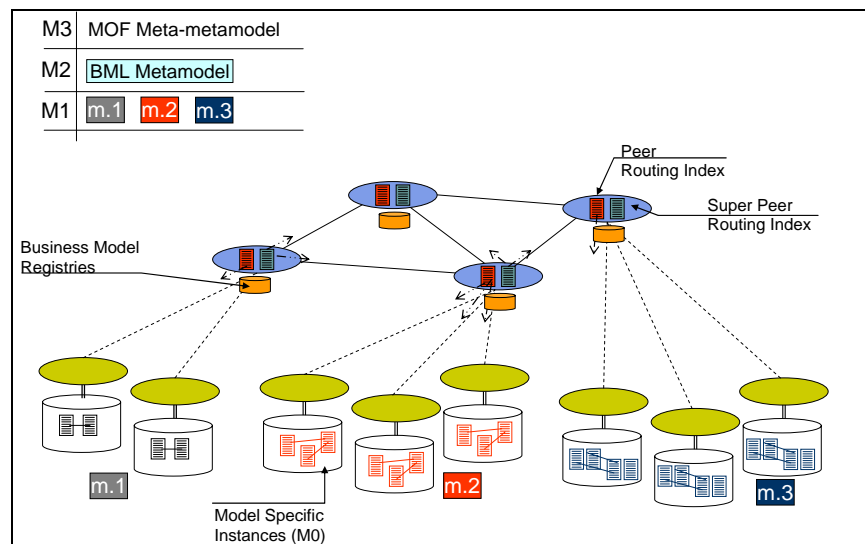 M3 MOF Meta-metamodel
M2 BML Metamodel
M1 m.1 m.2 m.3
Peer
Routing Index
Super Peer
Routing Index
Business Model
Registries
m.1
m.2
m.3
Model Specific
Instances (M0)